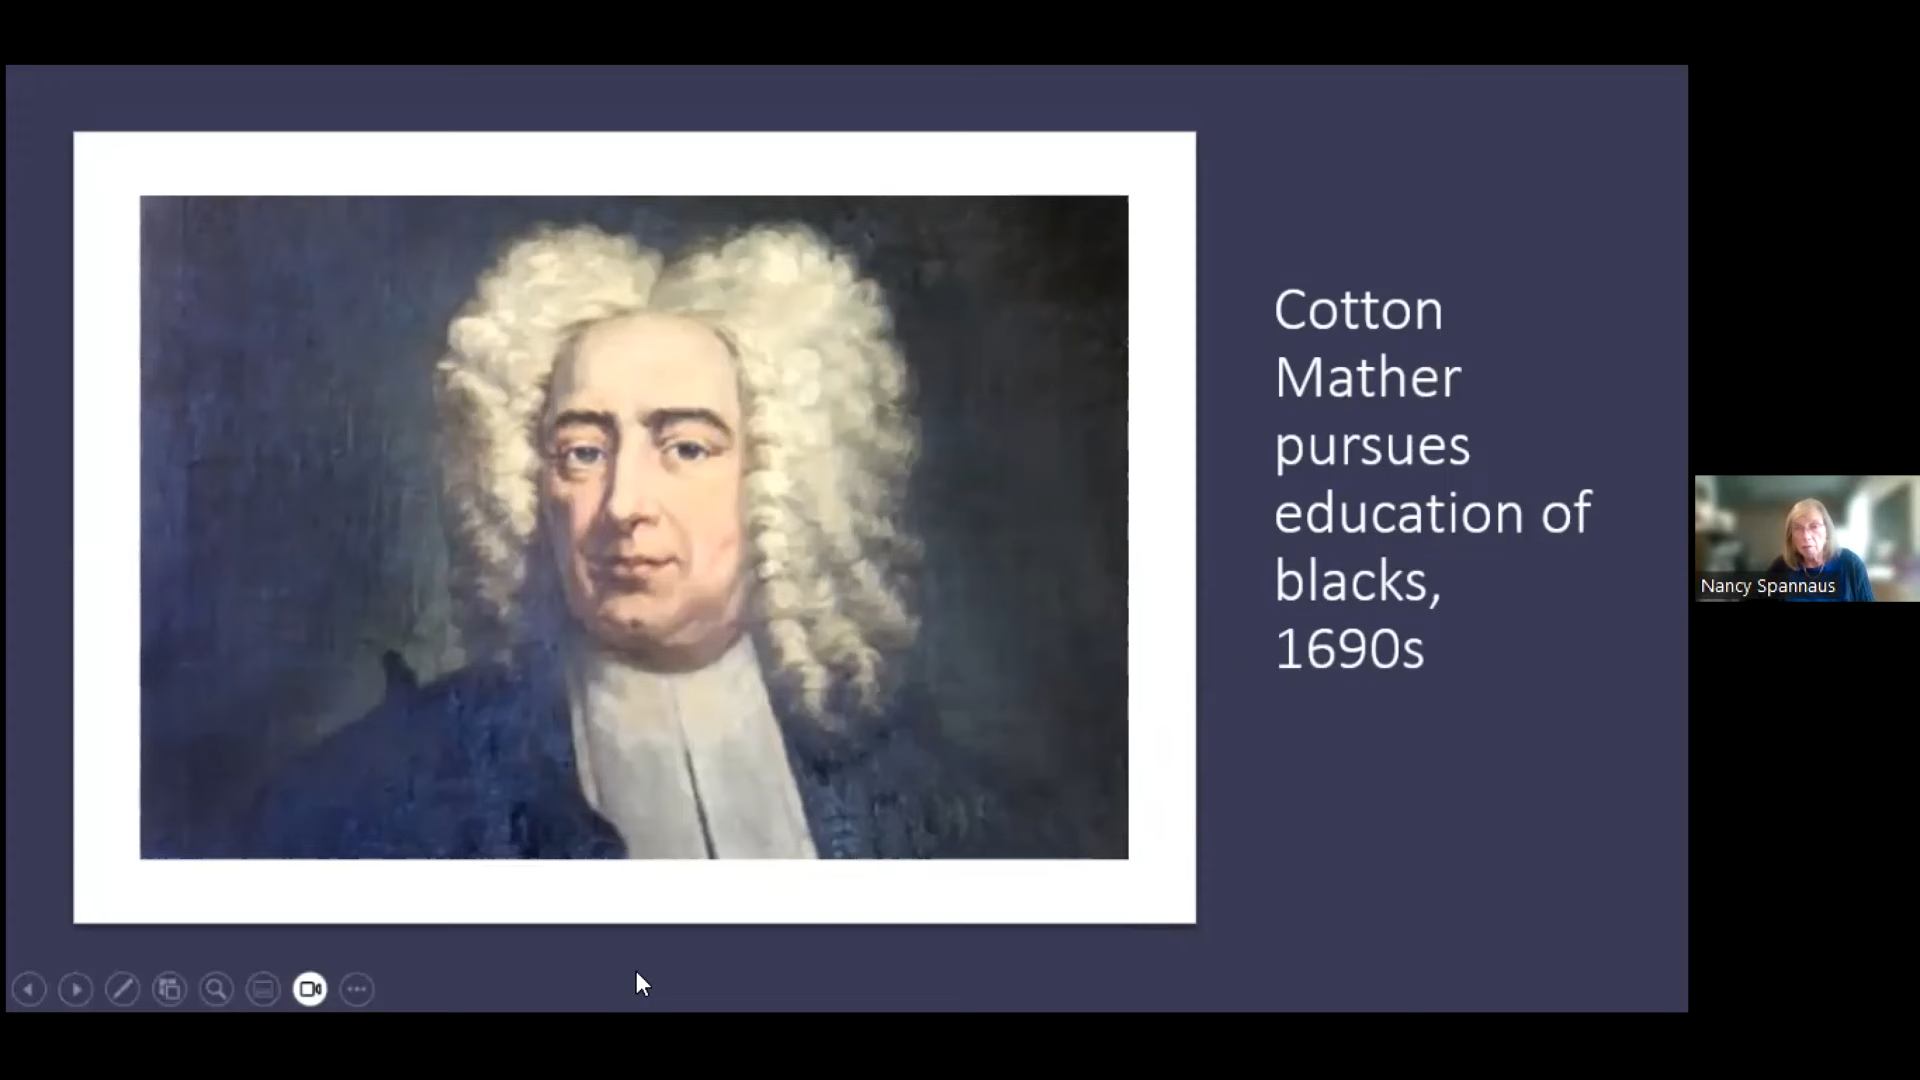 Cotton
Mather
pursues
education of
blacks,
1690s
Nancy Spannaus